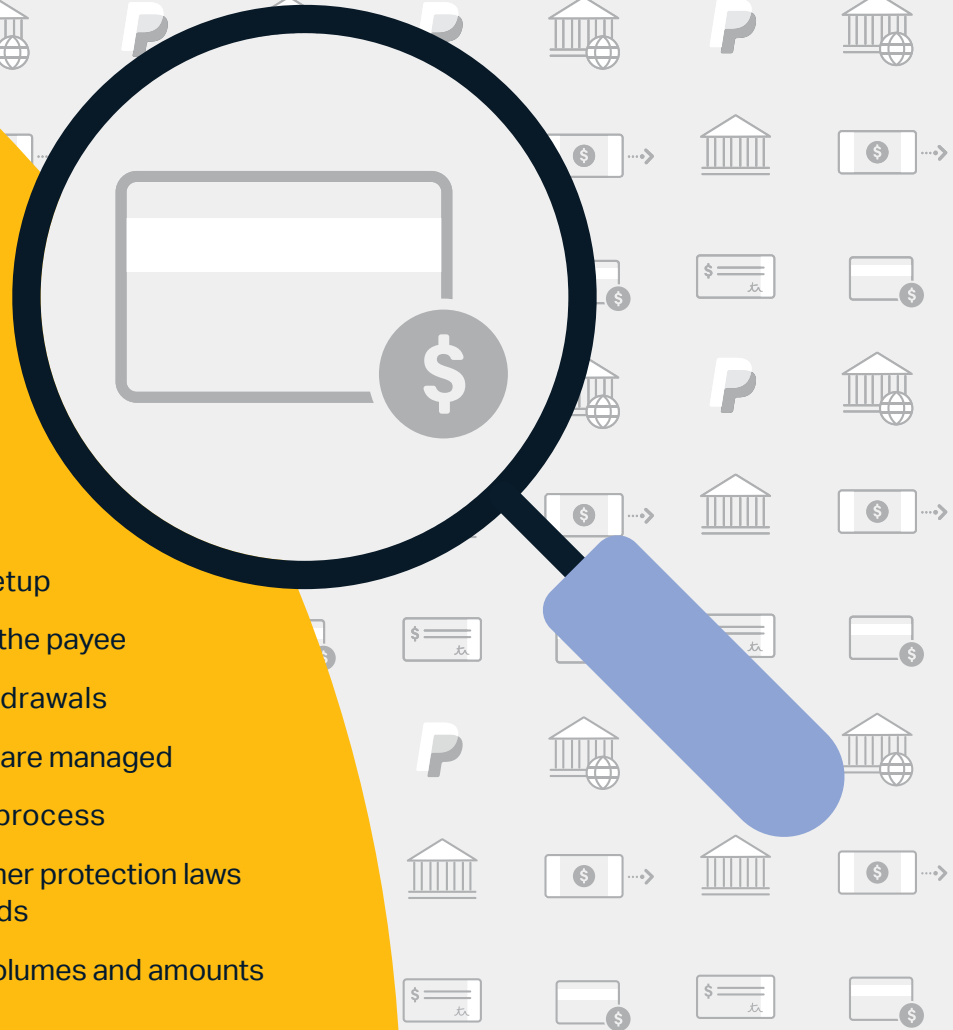 etup
the payee
drawals
are managed
process
ner protection laws
ds
olumes and amounts